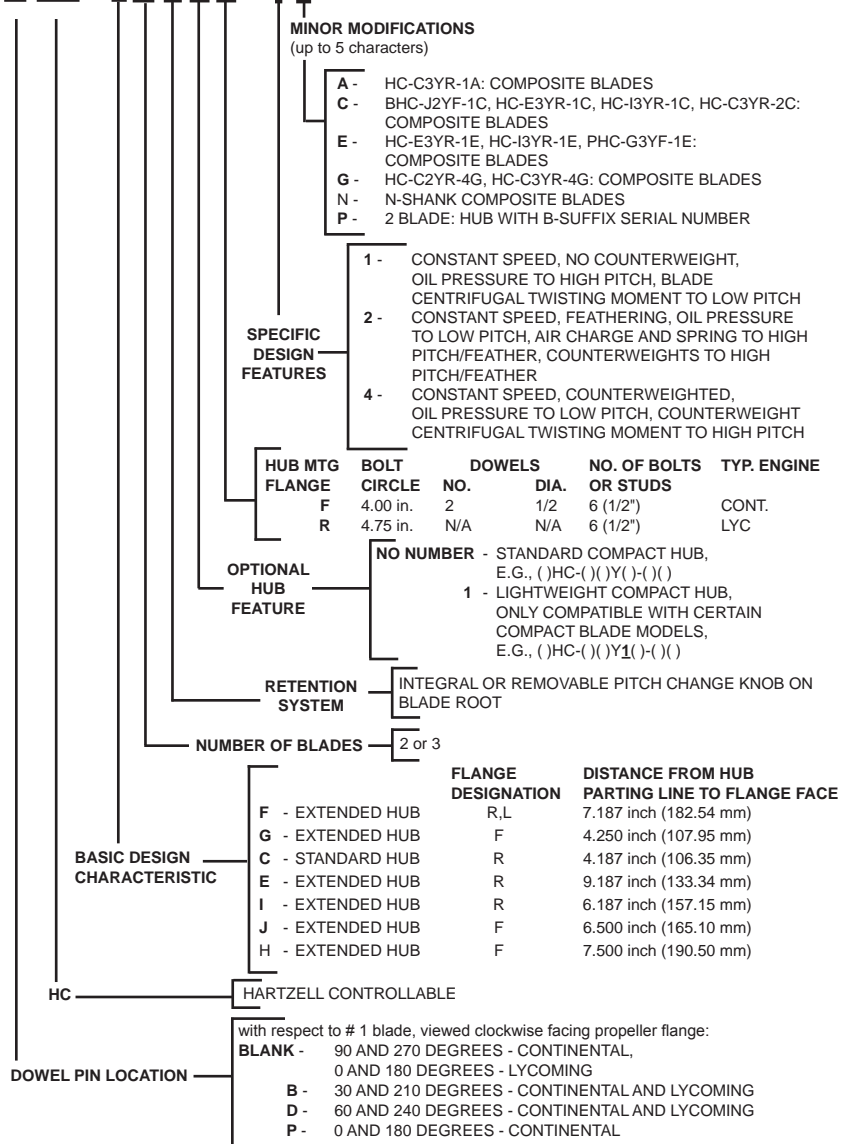 MINOR MODIFICATIONS
(up to 5 characters)
A - HC-C3YR-1A: COMPOSITE BLADES
C - BHC-J2YF-1C, HC-E3YR-1C, HC-I3YR-1C, HC-C3YR-2C:
COMPOSITE BLADES
E - HC-E3YR-1E, HC-I3YR-1E, PHC-G3YF-1E:
COMPOSITE BLADES
G - HC-C2YR-4G, HC-C3YR-4G: COMPOSITE BLADES
N - N-SHANK COMPOSITE BLADES
P - 2 BLADE: HUB WITH B-SUFFIX SERIAL NUMBER
SPECIFIC
DESIGN
FEATURES
1 - CONSTANT SPEED, NO COUNTERWEIGHT,
OIL PRESSURE TO HIGH PITCH, BLADE
CENTRIFUGAL TWISTING MOMENT TO LOW PITCH
2 - CONSTANT SPEED, FEATHERING, OIL PRESSURE
TO LOW PITCH, AIR CHARGE AND SPRING TO HIGH
PITCH/FEATHER, COUNTERWEIGHTS TO HIGH
PITCH/FEATHER
4 - CONSTANT SPEED, COUNTERWEIGHTED,
OIL PRESSURE TO LOW PITCH, COUNTERWEIGHT
CENTRIFUGAL TWISTING MOMENT TO HIGH PITCH
HUB MTG BOLT DOWELS NO. OF BOLTS TYP. ENGINE
FLANGE CIRCLE NO. DIA. OR STUDS
F 4.00 in. 2 1/2 6 (1/2") CONT.
R 4.75 in. N/A N/A 6 (1/2") LYC
OPTIONAL
HUB
FEATURE
NO NUMBER - STANDARD COMPACT HUB,
E.G., ( )HC-( )( )Y( )-( )( )
1 - LIGHTWEIGHT COMPACT HUB,
ONLY COMPATIBLE WITH CERTAIN
COMPACT BLADE MODELS,
E.G., ( )HC-( )( )Y1( )-( )( )
RETENTION
SYSTEM
INTEGRAL OR REMOVABLE PITCH CHANGE KNOB ON
BLADE ROOT
NUMBER OF BLADES 2 or 3
BASIC DESIGN
CHARACTERISTIC
FLANGE DISTANCE FROM HUB
DESIGNATION PARTING LINE TO FLANGE FACE
F - EXTENDED HUB R,L 7.187 inch (182.54 mm)
G - EXTENDED HUB F 4.250 inch (107.95 mm)
C - STANDARD HUB R 4.187 inch (106.35 mm)
E - EXTENDED HUB R 9.187 inch (133.34 mm)
I - EXTENDED HUB R 6.187 inch (157.15 mm)
J - EXTENDED HUB F 6.500 inch (165.10 mm)
H - EXTENDED HUB F 7.500 inch (190.50 mm)
HC HARTZELL CONTROLLABLE
DOWEL PIN LOCATION
with respect to # 1 blade, viewed clockwise facing propeller flange:
BLANK - 90 AND 270 DEGREES - CONTINENTAL,
0 AND 180 DEGREES - LYCOMING
B - 30 AND 210 DEGREES - CONTINENTAL AND LYCOMING
D - 60 AND 240 DEGREES - CONTINENTAL AND LYCOMING
P - 0 AND 180 DEGREES - CONTINENTAL